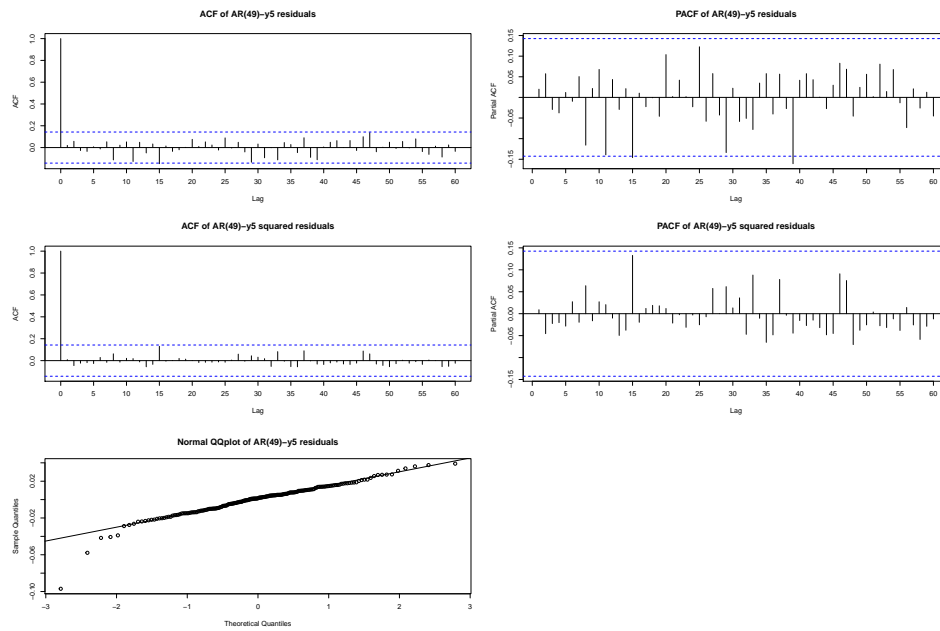 ACF of AR(49)−y5 residuals
ACF
0.0 0.2 0.4 0.6 0.8 1.0
0 5 10 15 20 25 30 35 40 45 50 55 60
Lag
PACF of AR(49)−y5 residuals
Partial ACF
−0.15 −0.05 0.00 0.05 0.10 0.15
0 5 10 15 20 25 30 35 40 45 50 55 60
Lag
ACF of AR(49)−y5 squared residuals
ACF
0.0 0.2 0.4 0.6 0.8 1.0
0 5 10 15 20 25 30 35 40 45 50 55 60
Lag
PACF of AR(49)−y5 squared residuals
Partial ACF
−0.15 −0.05 0.00 0.05 0.10 0.15
0 5 10 15 20 25 30 35 40 45 50 55 60
Lag
Normal QQplot of AR(49)−y5 residuals
Sample Quantiles
−0.10 −0.06 −0.02 0.02
−3 −2 −1 0 1 2 3
Theoretical Quantiles